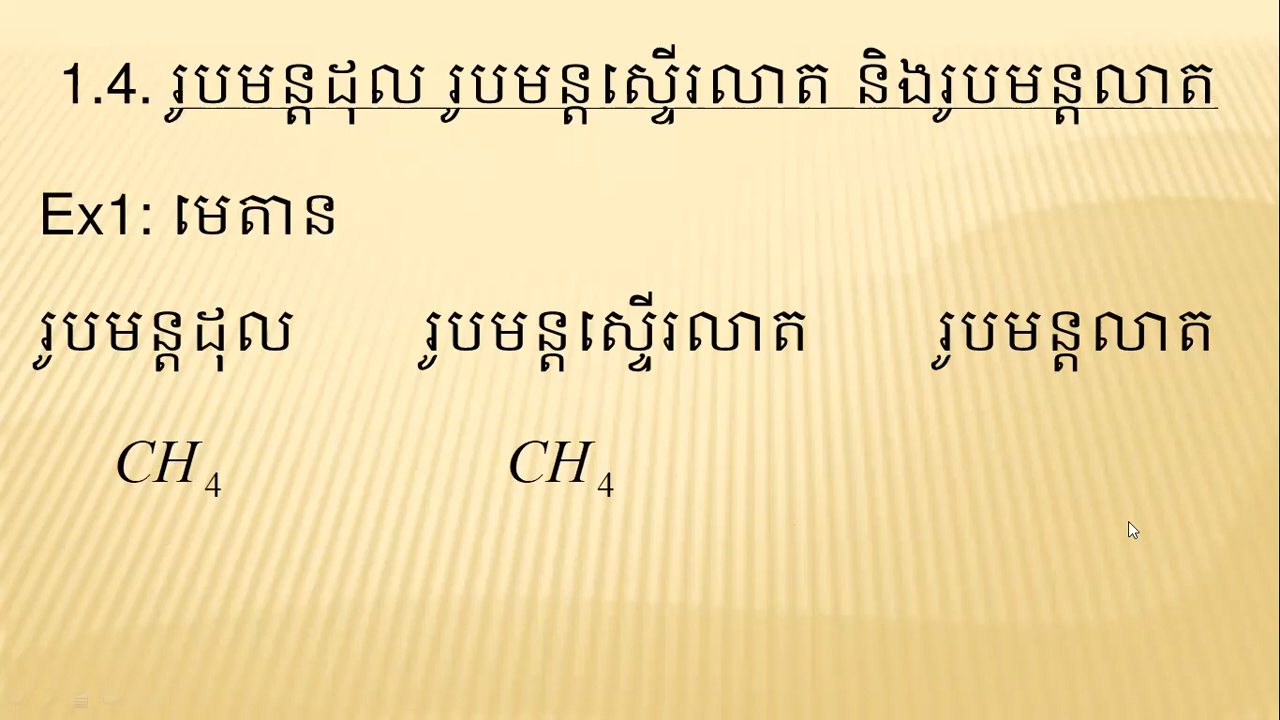 1.4. រូបមន្តដុល រូបមន្តស្ទើរលាត និងរូបមន្តលាត
Ex1: មេតាន
រូបមន្តដុល រូបមន្តស្ទើរលាត រូបមន្តលាត
CH₄ CH₄